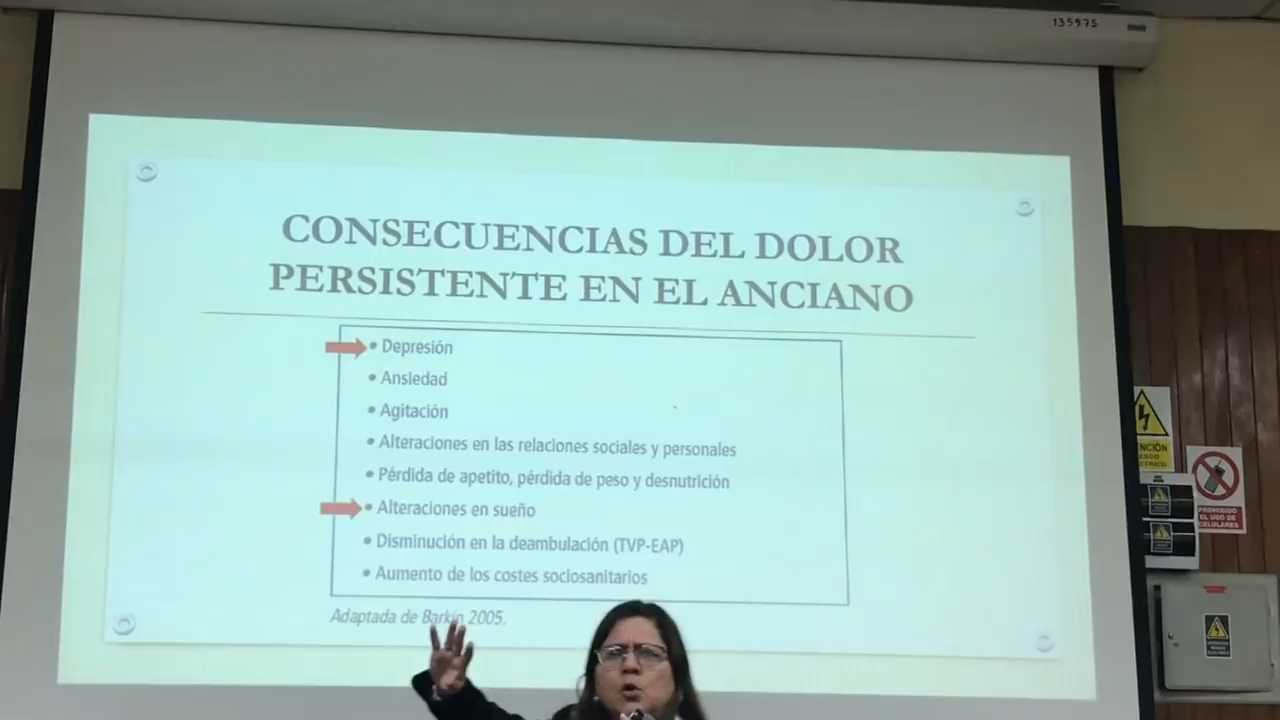 135975
CONSECUENCIAS DEL DOLOR
PERSISTENTE EN EL ANCIANO
• Depresión
• Ansiedad
• Agitación
• Alteraciones en las relaciones sociales y personales
• Pérdida de apetito, pérdida de peso y desnutrición
• Alteraciones en sueño
• Disminución en la deambulación (TVP-EAP)
• Aumento de los costes sociosanitarios
Adaptada de Barkin 2005.
PROHIBIDO
EL USO DE
CELULARES